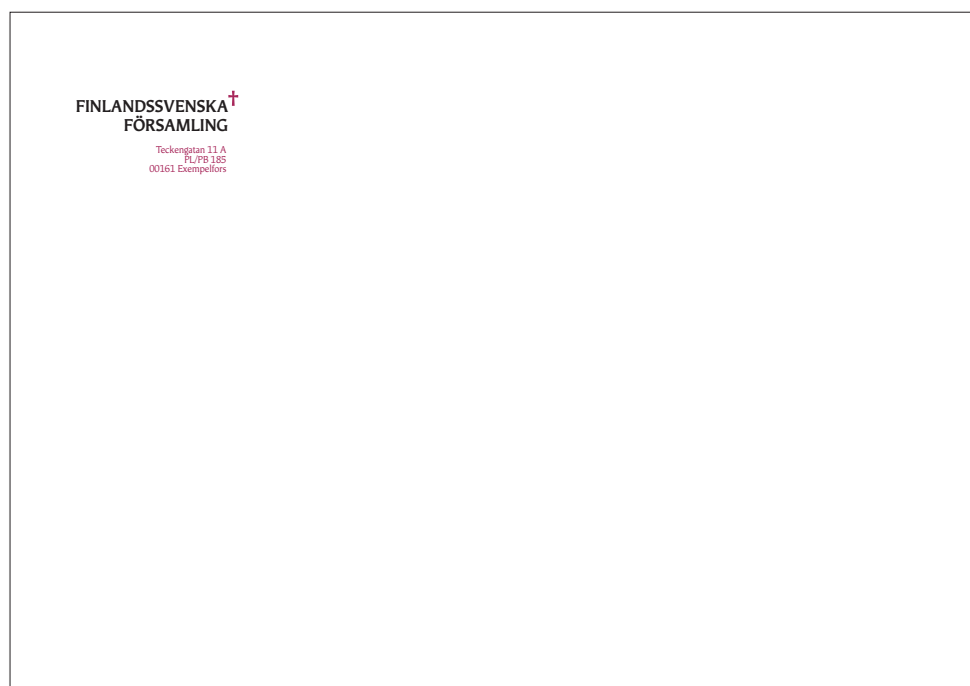 FINLANDSSVENSKA†
FÖRSAMLING
Teckengatan 11 A
PL/PB 185
00161 Exempelfors